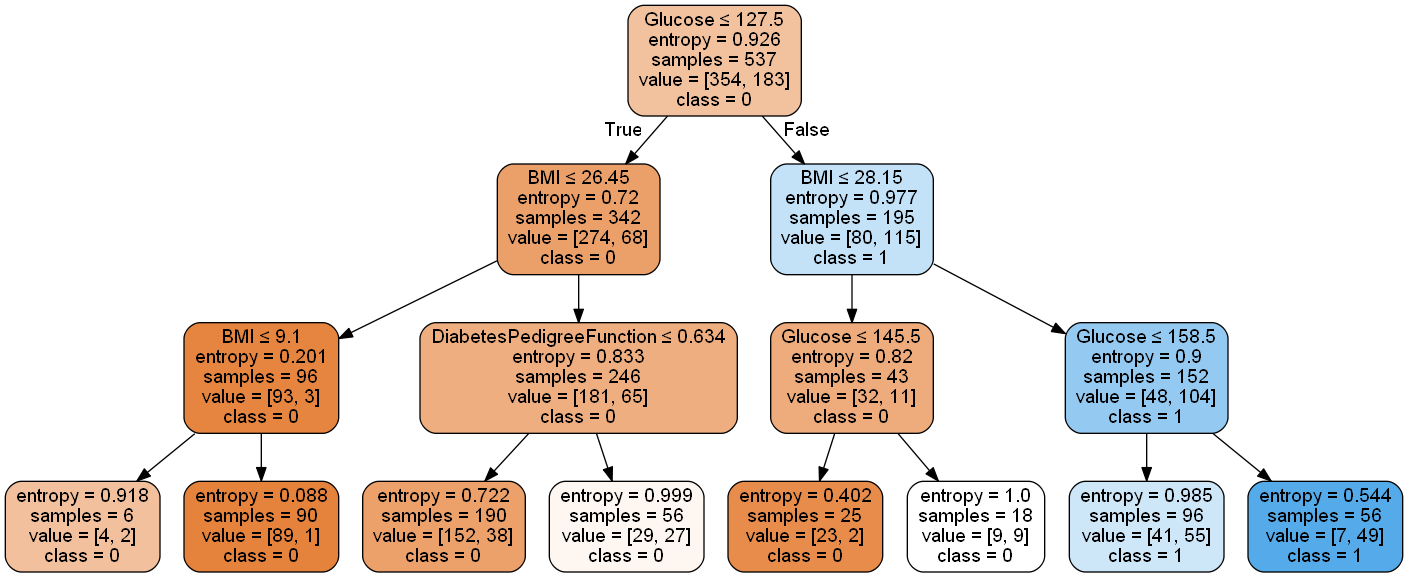 Glucose ≤ 127.5
entropy = 0.926
samples = 537
value = [354, 183]
class = 0
True
False
BMI ≤ 26.45
entropy = 0.72
samples = 342
value = [274, 68]
class = 0
BMI ≤ 28.15
entropy = 0.977
samples = 195
value = [80, 115]
class = 1
BMI ≤ 9.1
entropy = 0.201
samples = 96
value = [93, 3]
class = 0
DiabetesPedigreeFunction ≤ 0.634
entropy = 0.833
samples = 246
value = [181, 65]
class = 0
Glucose ≤ 145.5
entropy = 0.82
samples = 43
value = [32, 11]
class = 0
Glucose ≤ 158.5
entropy = 0.9
samples = 152
value = [48, 104]
class = 1
entropy = 0.918
samples = 6
value = [4, 2]
class = 0
entropy = 0.088
samples = 90
value = [89, 1]
class = 0
entropy = 0.722
samples = 190
value = [152, 38]
class = 0
entropy = 0.999
samples = 56
value = [29, 27]
class = 0
entropy = 0.402
samples = 25
value = [23, 2]
class = 0
entropy = 1.0
samples = 18
value = [9, 9]
class = 0
entropy = 0.985
samples = 96
value = [41, 55]
class = 1
entropy = 0.544
samples = 56
value = [7, 49]
class = 1